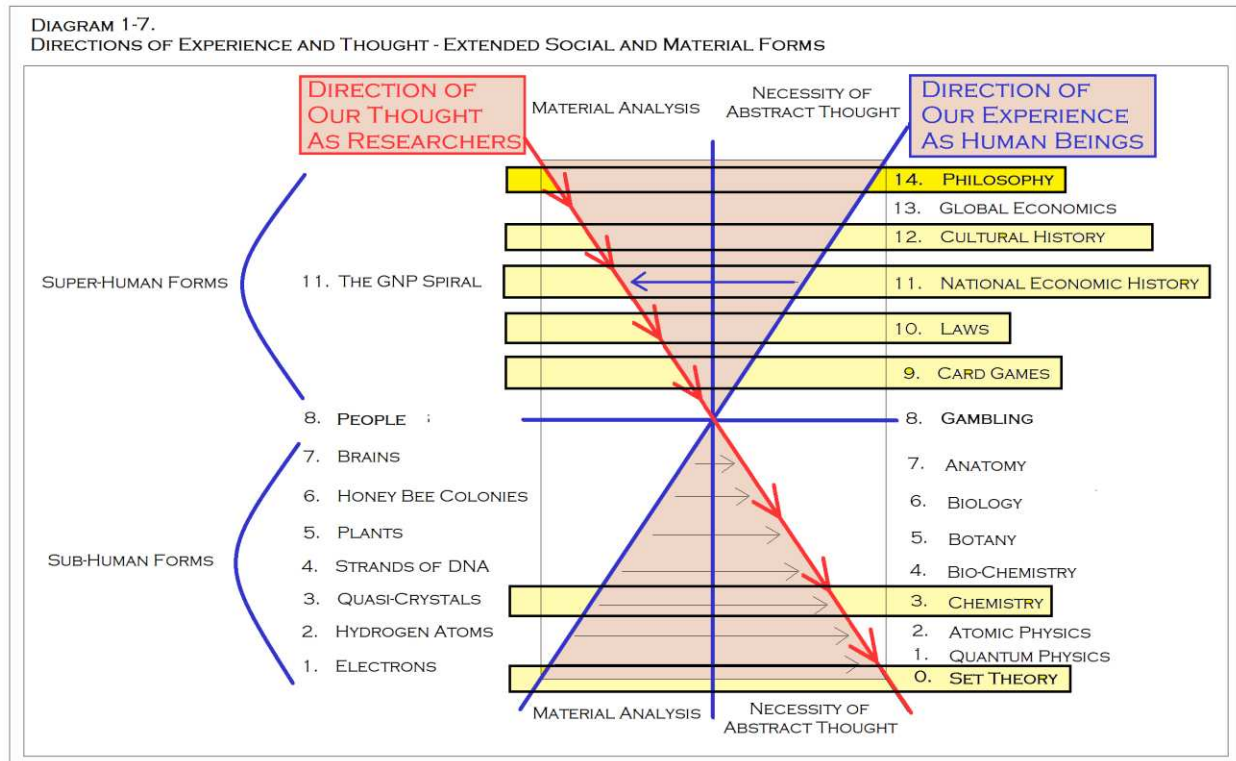 DIAGRAM 1-7.
DIRECTIONS OF EXPERIENCE AND THOUGHT - EXTENDED SOCIAL AND MATERIAL FORMS
DIRECTION OF
OUR THOUGHT
AS RESEARCHERS
MATERIAL ANALYSIS
NECESSITY OF
ABSTRACT THOUGHT
DIRECTION OF
OUR EXPERIENCE
AS HUMAN BEINGS
14. PHILOSOPHY
13. GLOBAL ECONOMICS
12. CULTURAL HISTORY
SUPER-HUMAN FORMS
11. THE GNP SPIRAL
11. NATIONAL ECONOMIC HISTORY
10. LAWS
9. CARD GAMES
8. PEOPLE
8. GAMBLING
7. BRAINS
7. ANATOMY
6. HONEY BEE COLONIES
6. BIOLOGY
5. PLANTS
5. BOTANY
SUB-HUMAN FORMS
4. STRANDS OF DNA
4. BIO-CHEMISTRY
3. QUASI-CRYSTALS
3. CHEMISTRY
2. HYDROGEN ATOMS
2. ATOMIC PHYSICS
1. ELECTRONS
1. QUANTUM PHYSICS
0. SET THEORY
MATERIAL ANALYSIS
NECESSITY OF
ABSTRACT THOUGHT